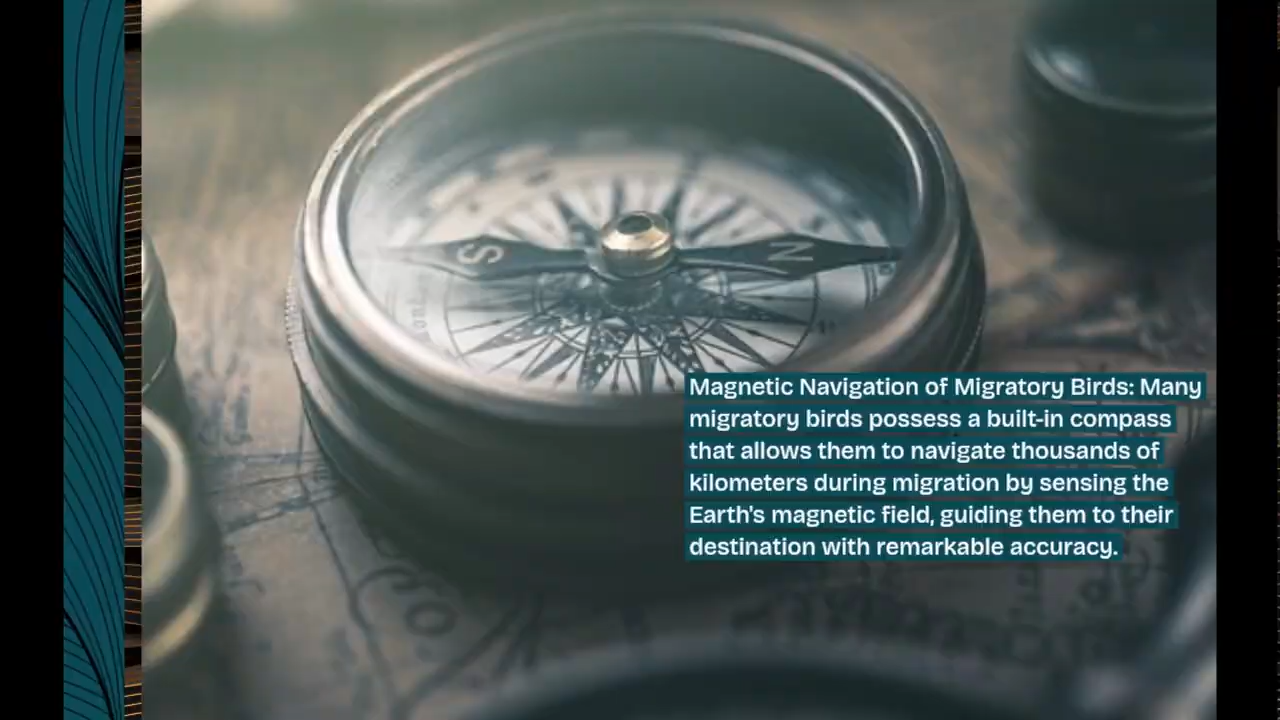 S N
Magnetic Navigation of Migratory Birds: Many
migratory birds possess a built-in compass
that allows them to navigate thousands of
kilometers during migration by sensing the
Earth's magnetic field, guiding them to their
destination with remarkable accuracy.